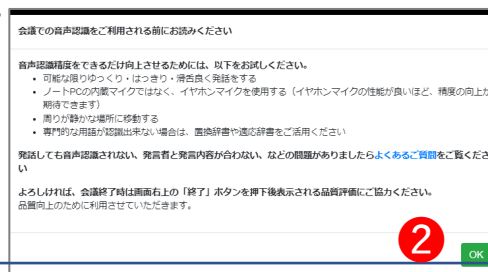 会議での音声認識をご利用される前にお読みください
音声認識精度をできるだけ向上させるためには、以下をお試しください。
• 可能な限りゆっくり・はっきり・滑舌良く発話をする
• ノートPCの内蔵マイクではなく、イヤホンマイクを使用する（イヤホンマイクの性能が良いほど、精度の向上が
期待できます）
• 周りが静かな場所に移動する
• 専門的な用語が認識出来ない場合は、置換辞書や適応辞書をご活用ください
発話しても音声認識されない、発言者と発言内容が合わない、などの問題がありましたらよくあるご質問をご覧くださ
い
よろしければ、会議終了時は画面右上の「終了」ボタンを押下後表示される品質評価にご協力ください。
品質向上のために利用させていただきます。
2
OK